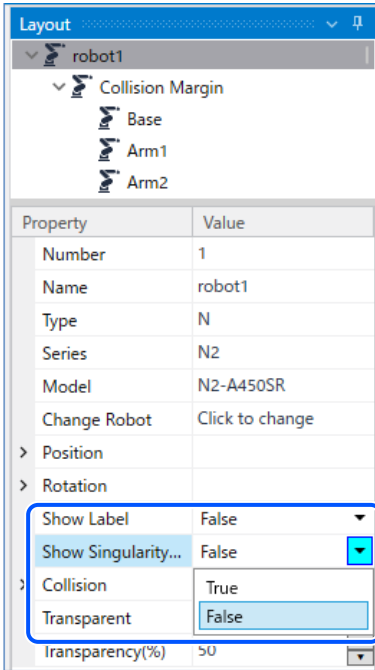 Layout
robot1
Collision Margin
Base
Arm1
Arm2
Property Value
Number 1
Name robot1
Type N
Series N2
Model N2-A450SR
Change Robot Click to change
Position
Rotation
Show Label False
Show Singularity... False
Collision True
Transparent False
Transparency(%) 50